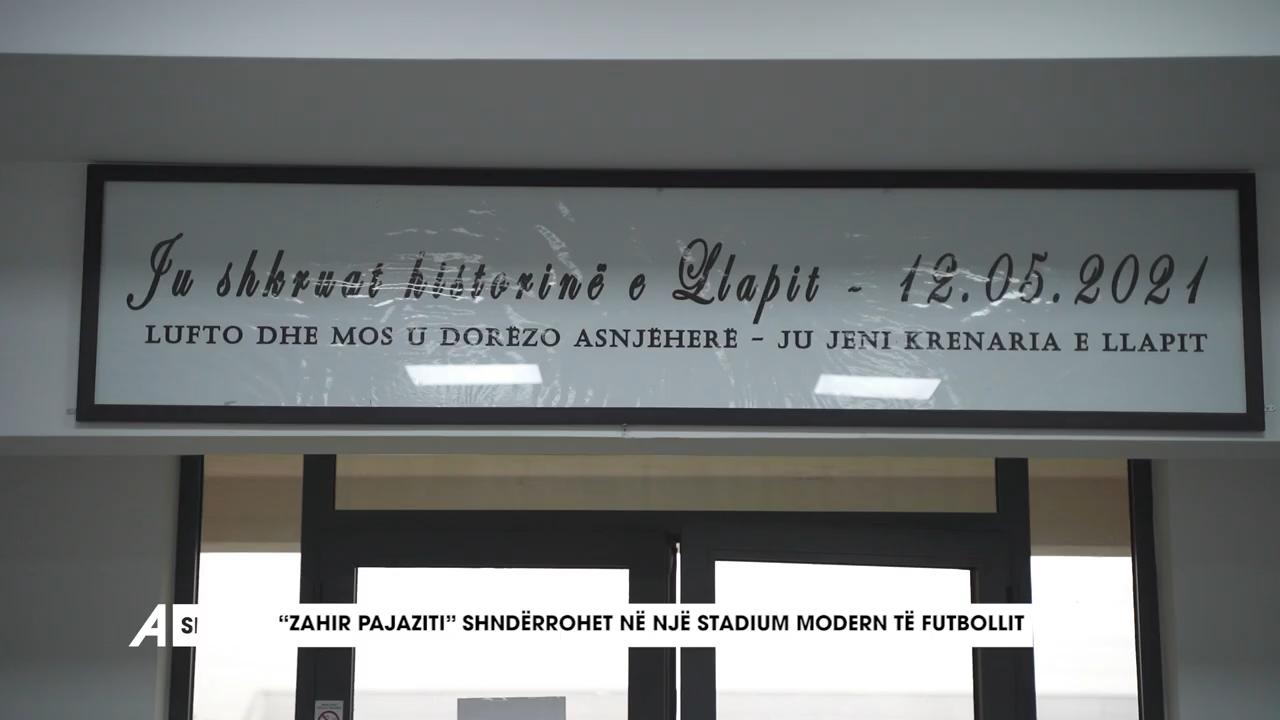 Ju shkruat historinë e Llapit - 12.05.2021
LUFTO DHE MOS U DORËZO ASNJËHERË - JU JENI KRENARIA E LLAPIT
“ZAHIR PAJAZITI” SHNDËRROHET NË NJË STADIUM MODERN TË FUTBOLLIT